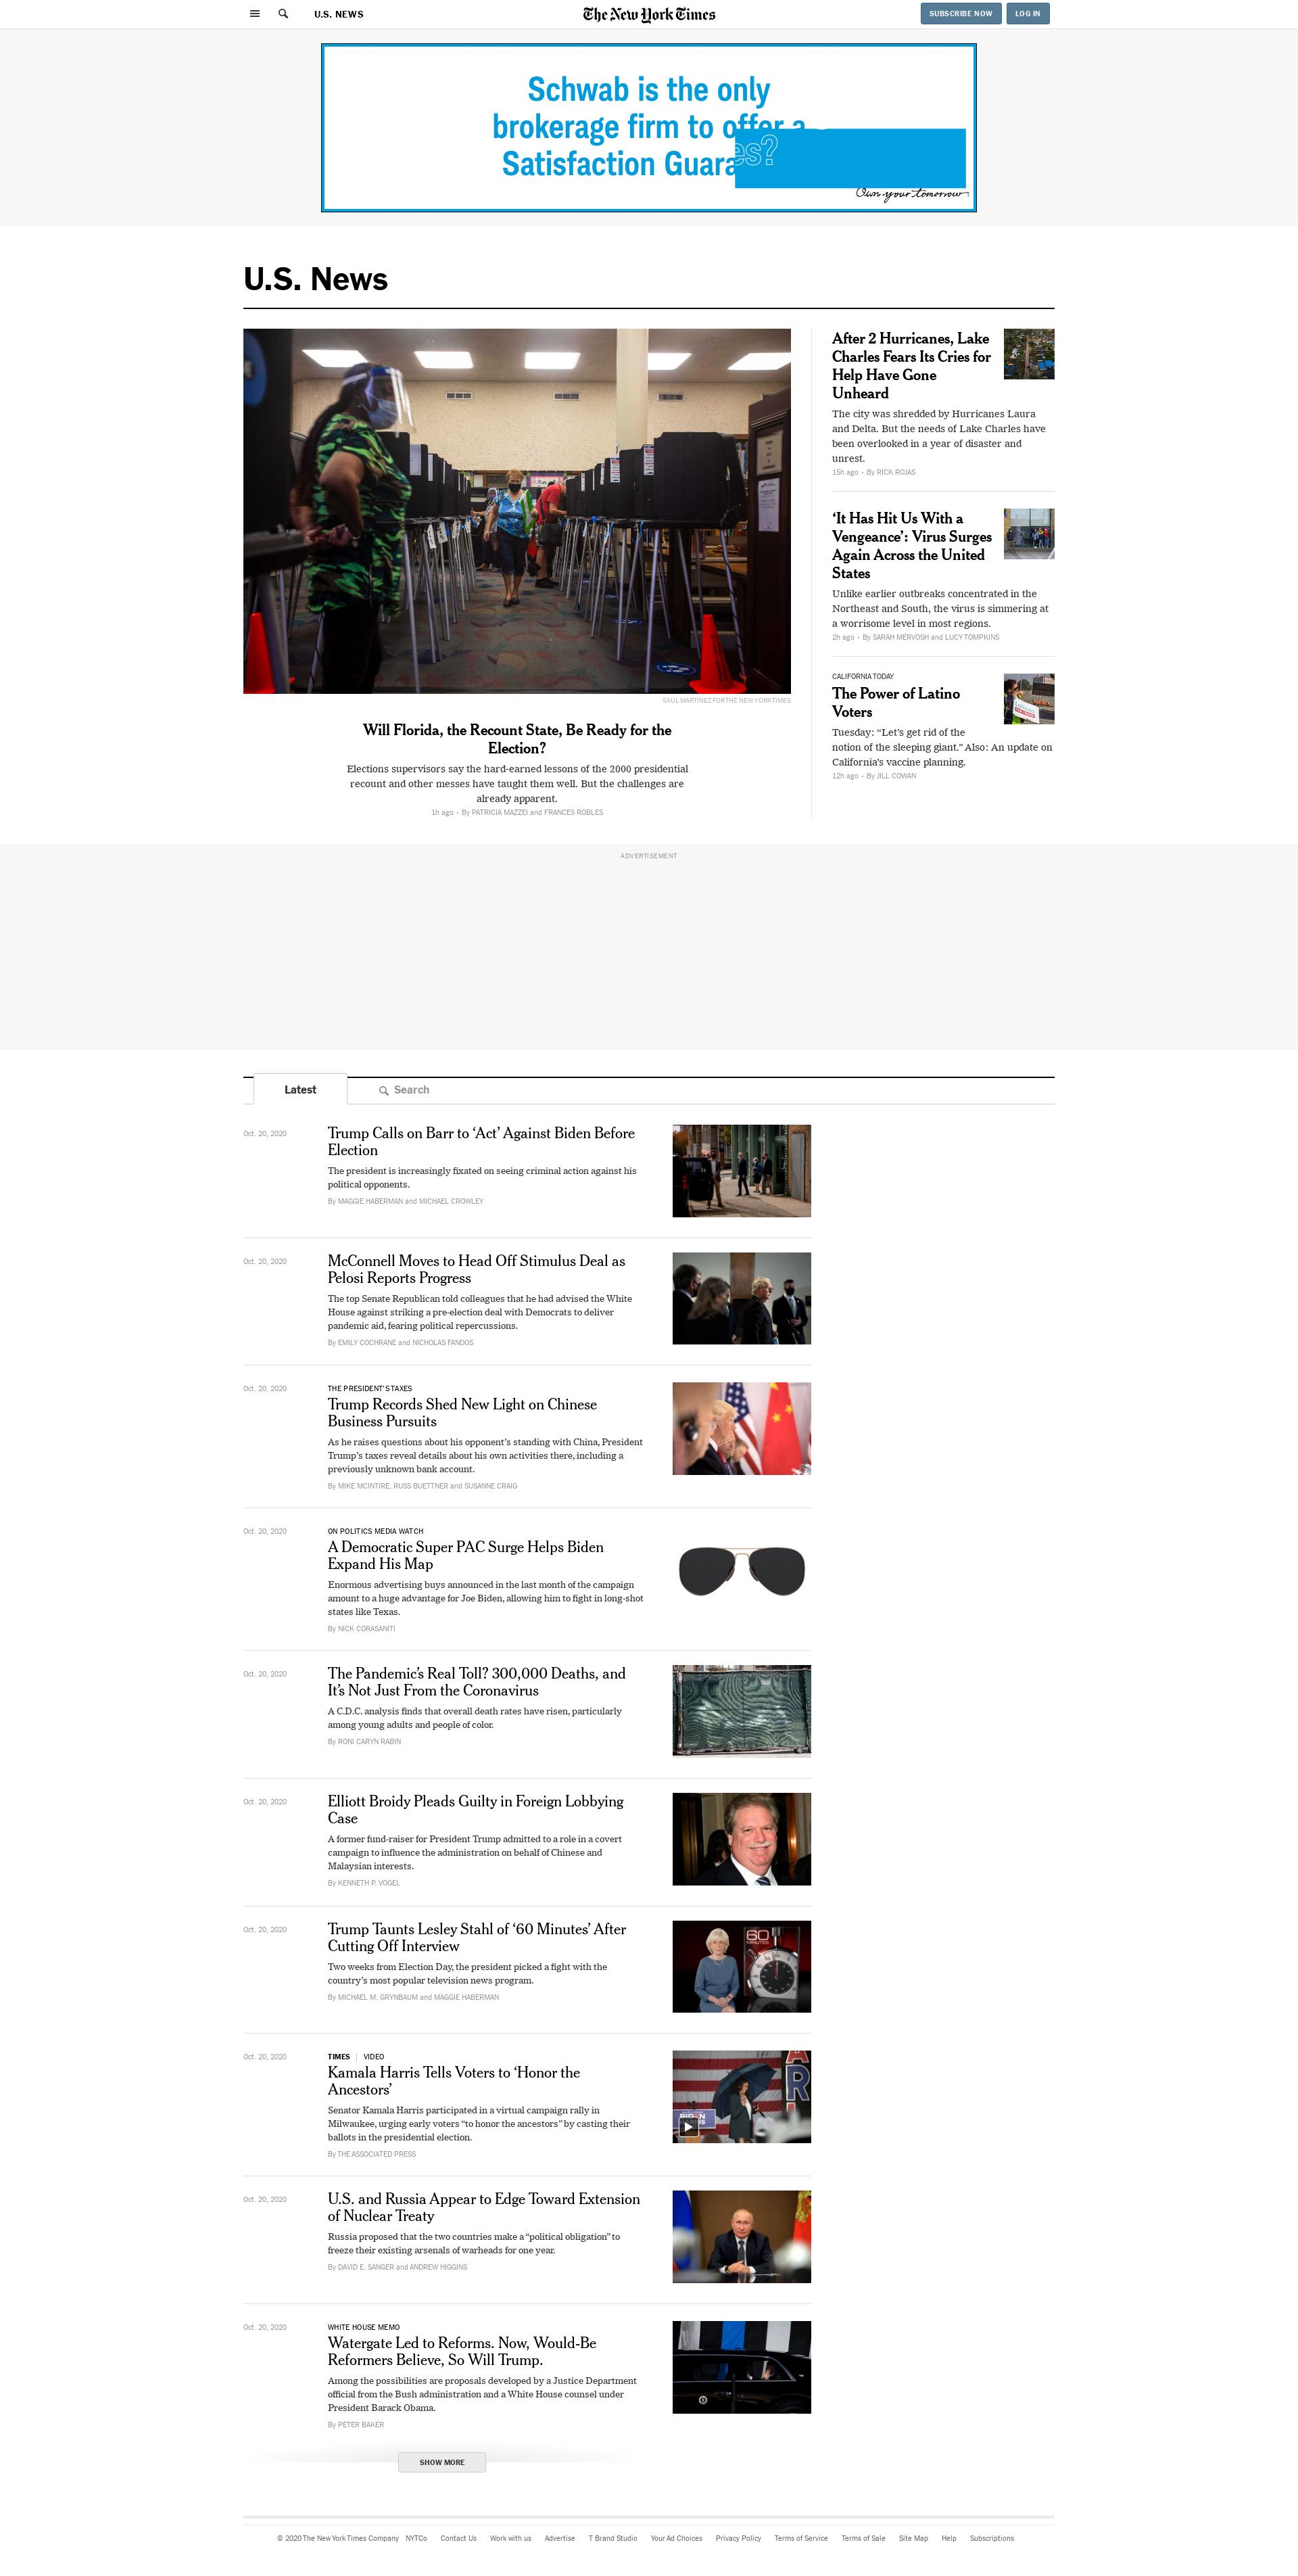 U.S. NEWS
The New York Times
SUBSCRIBE NOW
LOG IN
Schwab is the only
brokerage firm to offer a
Satisfaction Guara
es?
Own your tomorrow
U.S. News
SAUL MARTINEZ FOR THE NEW YORK TIMES
Will Florida, the Recount State, Be Ready for the
Election?
Elections supervisors say the hard-earned lessons of the 2000 presidential
recount and other messes have taught them well. But the challenges are
already apparent.
1h ago • By PATRICIA MAZZEI and FRANCES ROBLES
After 2 Hurricanes, Lake
Charles Fears Its Cries for
Help Have Gone
Unheard
The city was shredded by Hurricanes Laura
and Delta. But the needs of Lake Charles have
been overlooked in a year of disaster and
unrest.
15h ago • By RICK ROJAS
‘It Has Hit Us With a
Vengeance’: Virus Surges
Again Across the United
States
Unlike earlier outbreaks concentrated in the
Northeast and South, the virus is simmering at
a worrisome level in most regions.
2h ago • By SARAH MERVOSH and LUCY TOMPKINS
CALIFORNIA TODAY
The Power of Latino
Voters
Tuesday: “Let’s get rid of the
notion of the sleeping giant.” Also: An update on
California’s vaccine planning.
12h ago • By JILL COWAN
ADVERTISEMENT
Latest
Search
Oct. 20, 2020
Trump Calls on Barr to ‘Act’ Against Biden Before
Election
The president is increasingly fixated on seeing criminal action against his
political opponents.
By MAGGIE HABERMAN and MICHAEL CROWLEY
Oct. 20, 2020
McConnell Moves to Head Off Stimulus Deal as
Pelosi Reports Progress
The top Senate Republican told colleagues that he had advised the White
House against striking a pre-election deal with Democrats to deliver
pandemic aid, fearing political repercussions.
By EMILY COCHRANE and NICHOLAS FANDOS
Oct. 20, 2020
THE PRESIDENT’S TAXES
Trump Records Shed New Light on Chinese
Business Pursuits
As he raises questions about his opponent’s standing with China, President
Trump’s taxes reveal details about his own activities there, including a
previously unknown bank account.
By MIKE MCINTIRE, RUSS BUETTNER and SUSANNE CRAIG
Oct. 20, 2020
ON POLITICS MEDIA WATCH
A Democratic Super PAC Surge Helps Biden
Expand His Map
Enormous advertising buys announced in the last month of the campaign
amount to a huge advantage for Joe Biden, allowing him to fight in long-shot
states like Texas.
By NICK CORASANITI
Oct. 20, 2020
The Pandemic’s Real Toll? 300,000 Deaths, and
It’s Not Just From the Coronavirus
A C.D.C. analysis finds that overall death rates have risen, particularly
among young adults and people of color.
By RONI CARYN RABIN
Oct. 20, 2020
Elliott Broidy Pleads Guilty in Foreign Lobbying
Case
A former fund-raiser for President Trump admitted to a role in a covert
campaign to influence the administration on behalf of Chinese and
Malaysian interests.
By KENNETH P. VOGEL
Oct. 20, 2020
Trump Taunts Lesley Stahl of ‘60 Minutes’ After
Cutting Off Interview
Two weeks from Election Day, the president picked a fight with the
country’s most popular television news program.
By MICHAEL M. GRYNBAUM and MAGGIE HABERMAN
60
MINUTES
Oct. 20, 2020
TIMES | VIDEO
Kamala Harris Tells Voters to ‘Honor the
Ancestors’
Senator Kamala Harris participated in a virtual campaign rally in
Milwaukee, urging early voters “to honor the ancestors” by casting their
ballots in the presidential election.
By THE ASSOCIATED PRESS
Oct. 20, 2020
U.S. and Russia Appear to Edge Toward Extension
of Nuclear Treaty
Russia proposed that the two countries make a “political obligation” to
freeze their existing arsenals of warheads for one year.
By DAVID E. SANGER and ANDREW HIGGINS
Oct. 20, 2020
WHITE HOUSE MEMO
Watergate Led to Reforms. Now, Would-Be
Reformers Believe, So Will Trump.
Among the possibilities are proposals developed by a Justice Department
official from the Bush administration and a White House counsel under
President Barack Obama.
By PETER BAKER
SHOW MORE
© 2020 The New York Times Company NYTCo Contact Us Work with us Advertise T Brand Studio Your Ad Choices Privacy Policy Terms of Service Terms of Sale Site Map Help Subscriptions